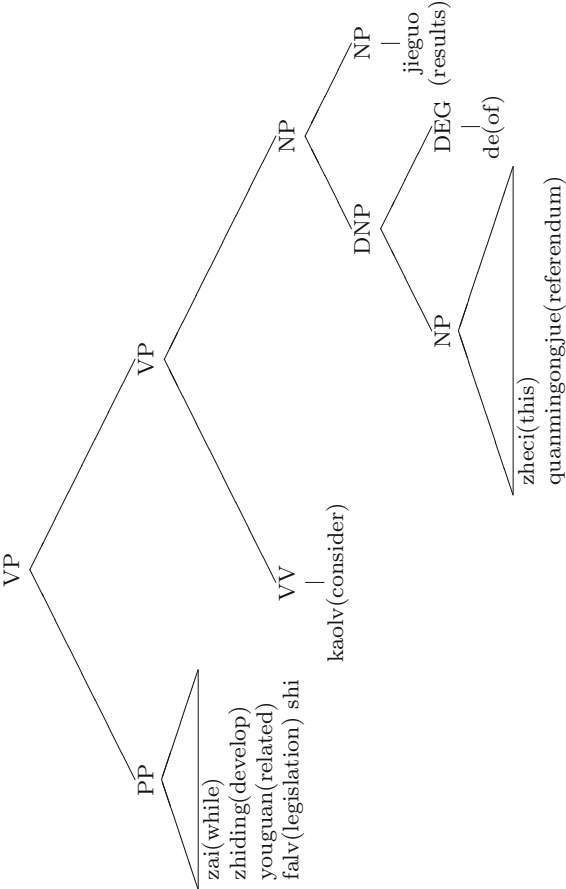 VP
PP
VP
zai(while)
zhiding(develop)
youguan(related)
falv(legislation) shi
VV
NP
kaolv(consider)
DNP
NP
NP
DEG
jieguo
(results)
zheci(this)
quanmingongjue(referendum)
de(of)